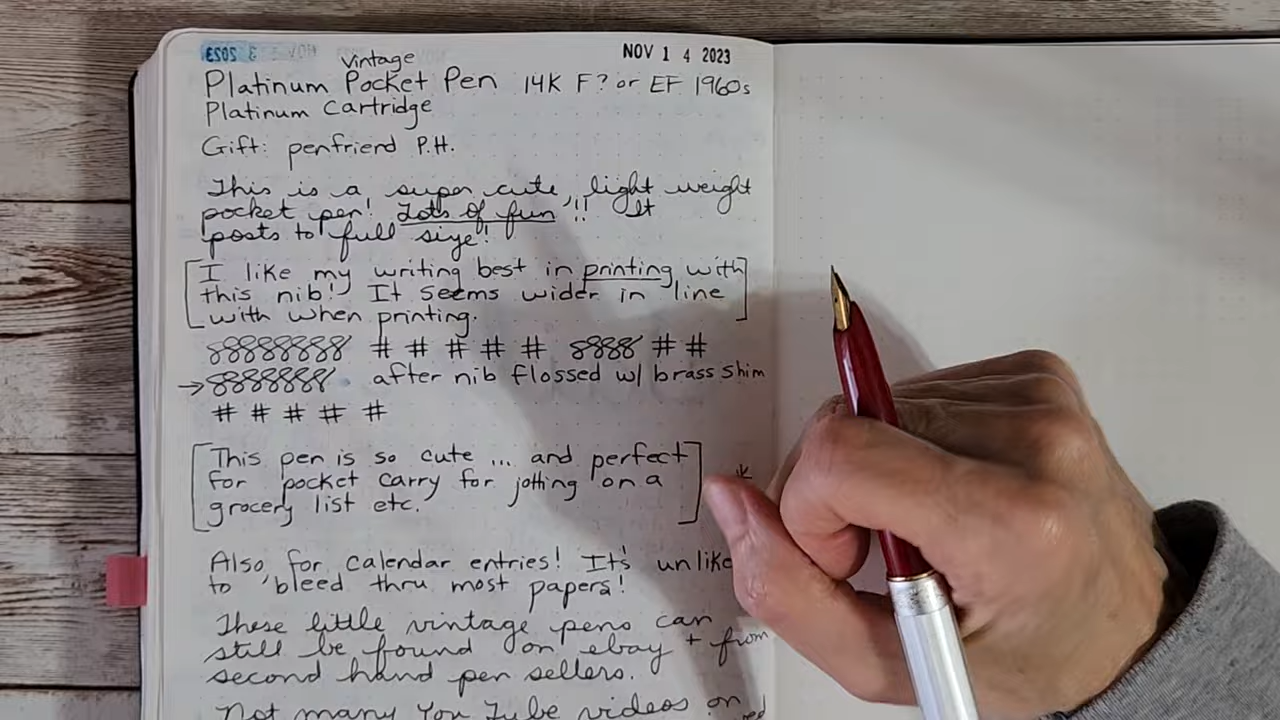 NOV 1 4 2023
Vintage
Platinum Pocket Pen 14K F? or EF 1960s
Platinum Cartridge
Gift: penfriend P.H.
This is a super cute, light weight
pocket pen! Lots of fun!! It
posts to full size!
[I like my writing best in printing with
this nib! It seems wider in line
with when printing.]
88888888 # # # # # 8888 # #
→8888888 after nib flossed w/ brass shim
# # # # #
[This pen is so cute ... and perfect
for pocket carry for jotting on a
grocery list etc.]
Also, for calendar entries! It's
to bleed thru most papers!
These little vintage pens can
still be found on ebay + from
second hand pen sellers.
Not many You Tube videos on